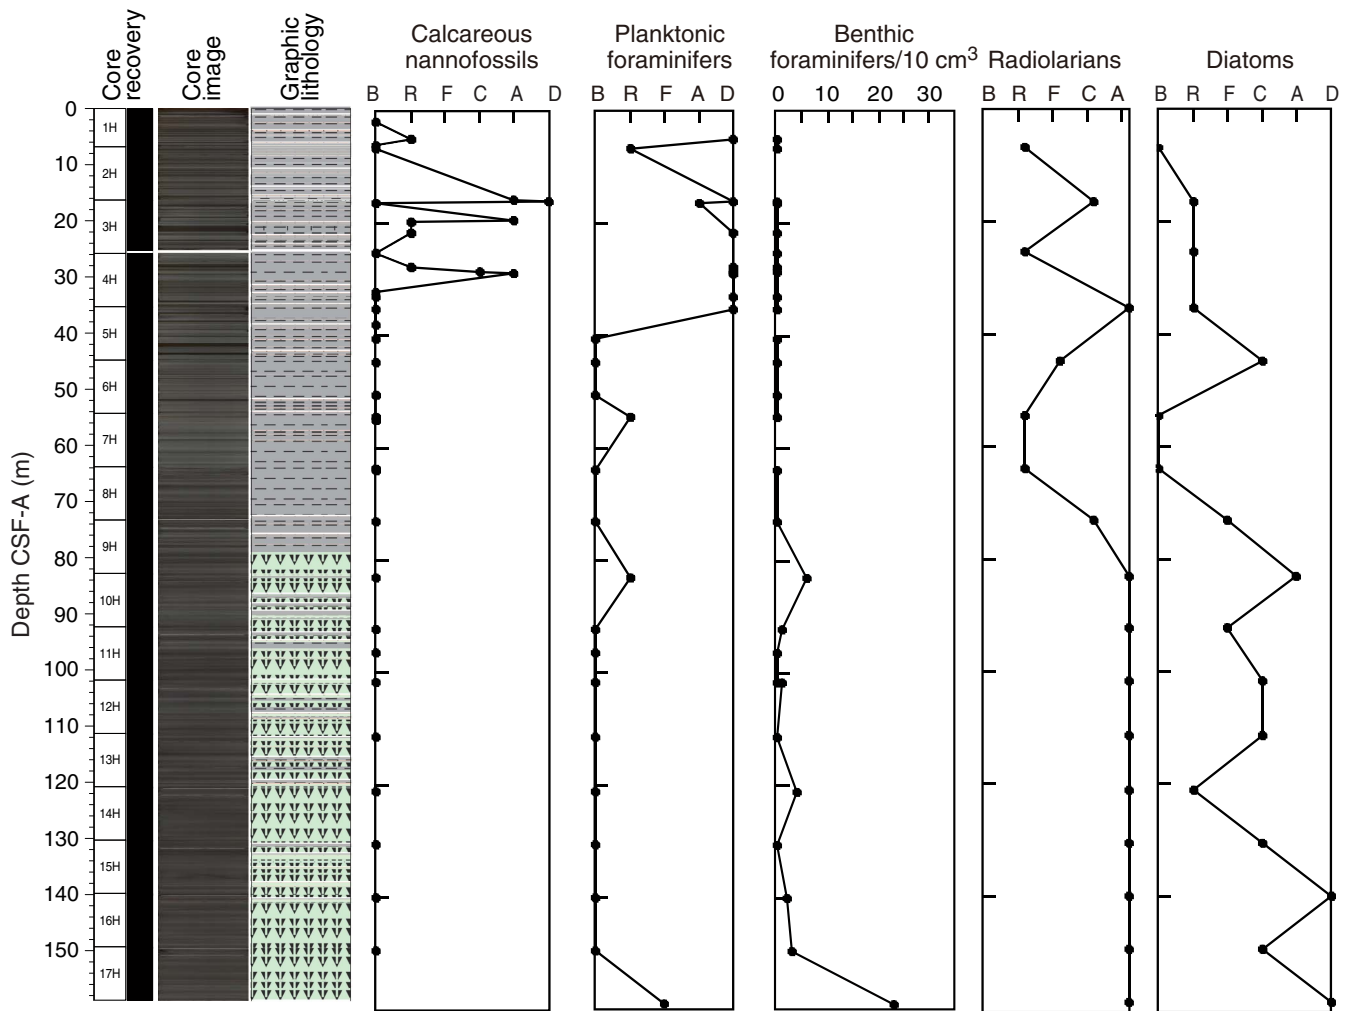 Core
recovery
Core
image
Graphic
lithology
Calcareous
nannofossils
Planktonic
foraminifers
Benthic
foraminifers/10 cm³
Radiolarians
Diatoms
B R F C A D
B R F A D
0 10 20 30
B R F C A
B R F C A D
Depth CSF-A (m)
0
10
20
30
40
50
60
70
80
90
100
110
120
130
140
150
1H
2H
3H
4H
5H
6H
7H
8H
9H
10H
11H
12H
13H
14H
15H
16H
17H